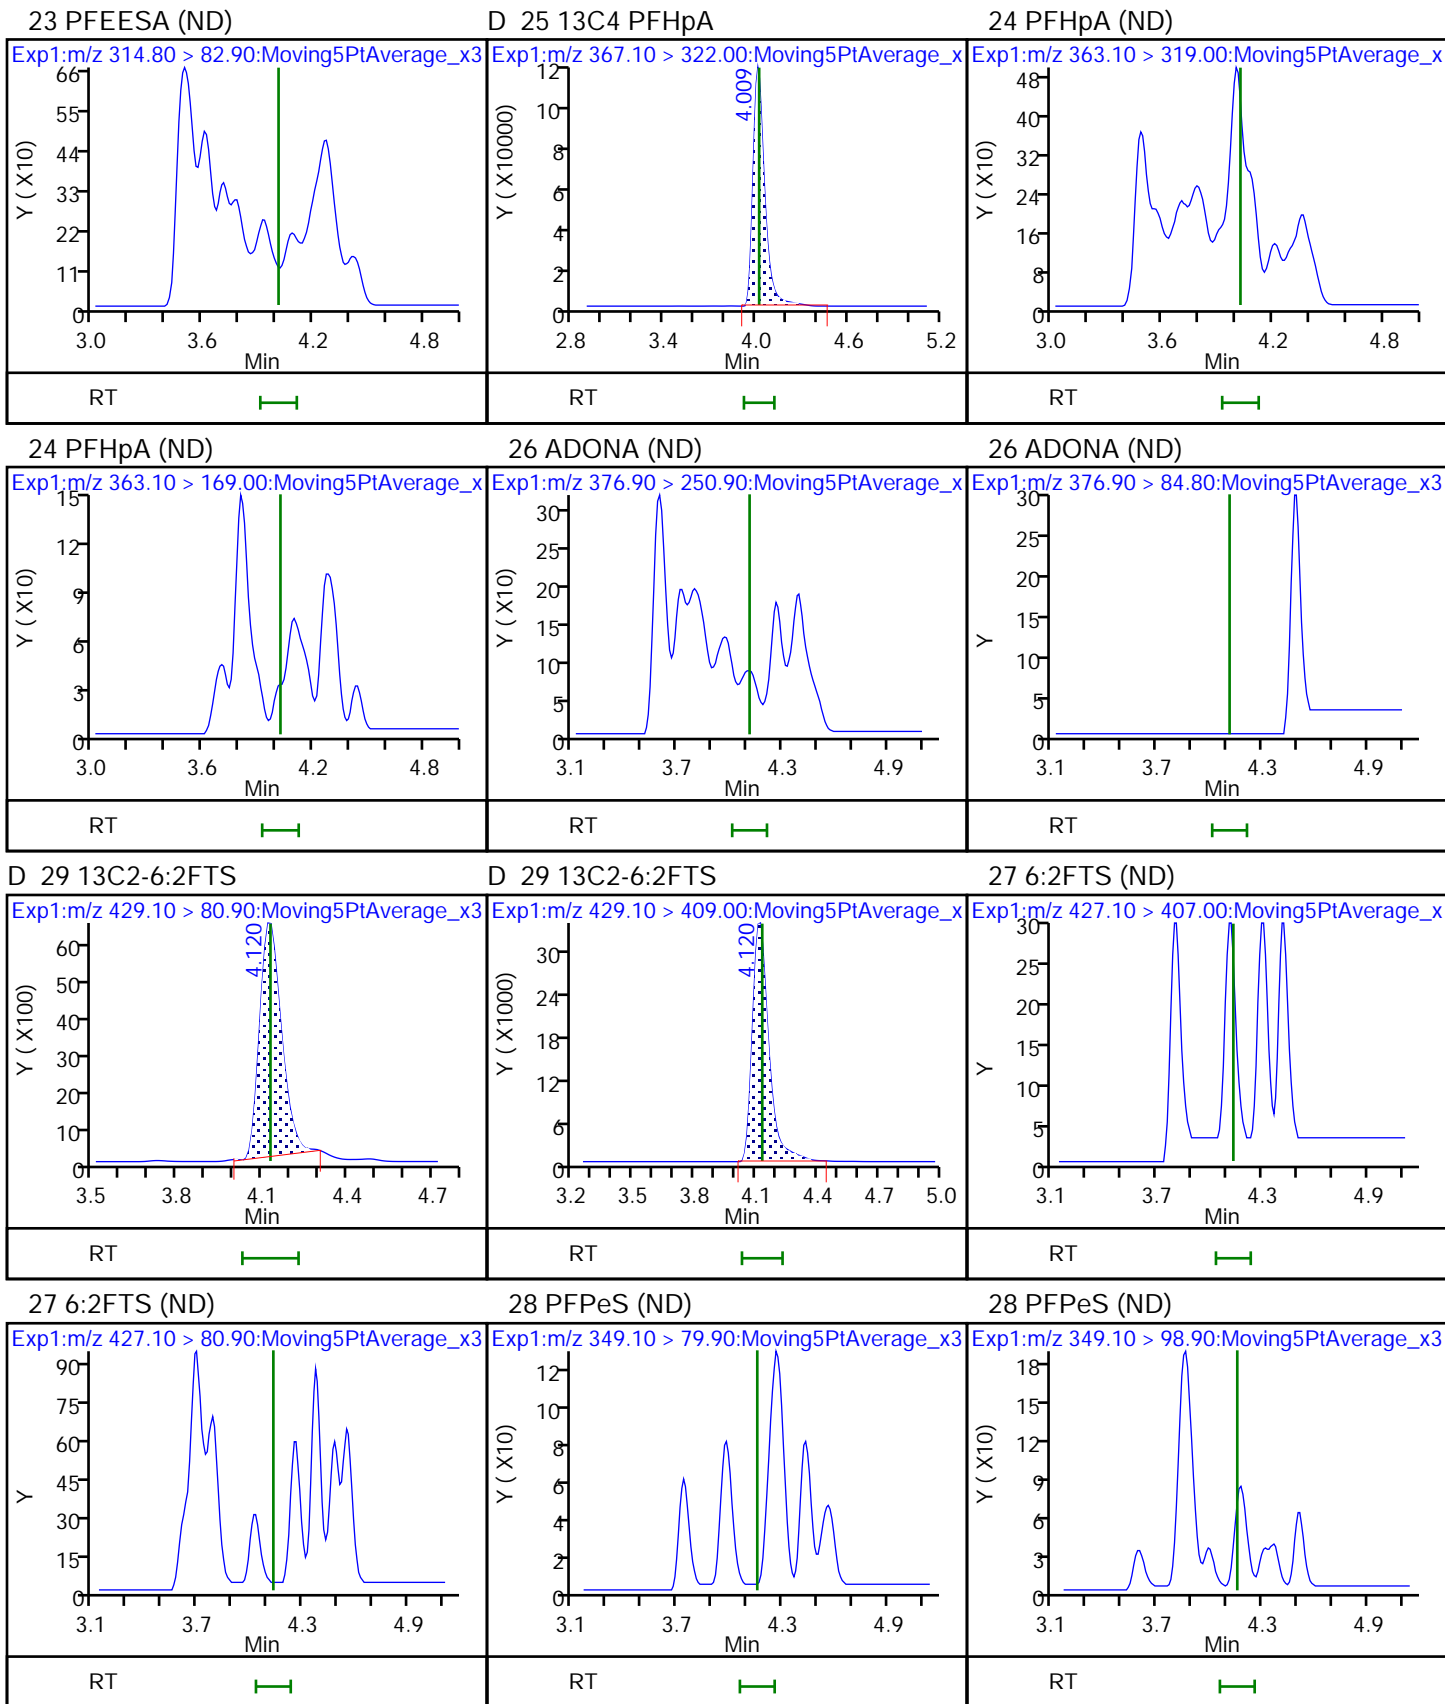 23 PFEESA (ND)
Exp1:m/z 314.80 > 82.90:Moving5PtAverage_x3
Y ( X10)
66
55
44
33
22
11
0
3.0 3.6 4.2 4.8
Min
RT
D 25 13C4 PFHpA
Exp1:m/z 367.10 > 322.00:Moving5PtAverage_x
Y ( X10000)
12
10
8
6
4
2
0
4.009
2.8 3.4 4.0 4.6 5.2
Min
RT
24 PFHpA (ND)
Exp1:m/z 363.10 > 319.00:Moving5PtAverage_x
Y ( X10)
48
40
32
24
16
8
0
3.0 3.6 4.2 4.8
Min
RT
24 PFHpA (ND)
Exp1:m/z 363.10 > 169.00:Moving5PtAverage_x
Y ( X10)
15
12
9
6
3
0
3.0 3.6 4.2 4.8
Min
RT
26 ADONA (ND)
Exp1:m/z 376.90 > 250.90:Moving5PtAverage_x
Y ( X10)
30
25
20
15
10
5
0
3.1 3.7 4.3 4.9
Min
RT
26 ADONA (ND)
Exp1:m/z 376.90 > 84.80:Moving5PtAverage_x3
Y
30
25
20
15
10
5
0
3.1 3.7 4.3 4.9
Min
RT
D 29 13C2-6:2FTS
Exp1:m/z 429.10 > 80.90:Moving5PtAverage_x3
Y ( X100)
60
50
40
30
20
10
0
4.120
3.5 3.8 4.1 4.4 4.7
Min
RT
D 29 13C2-6:2FTS
Exp1:m/z 429.10 > 409.00:Moving5PtAverage_x
Y ( X1000)
30
24
18
12
6
0
4.120
3.2 3.5 3.8 4.1 4.4 4.7 5.0
Min
RT
27 6:2FTS (ND)
Exp1:m/z 427.10 > 407.00:Moving5PtAverage_x
Y
30
25
20
15
10
5
0
3.1 3.7 4.3 4.9
Min
RT
27 6:2FTS (ND)
Exp1:m/z 427.10 > 80.90:Moving5PtAverage_x3
Y
90
75
60
45
30
15
0
3.1 3.7 4.3 4.9
Min
RT
28 PFPeS (ND)
Exp1:m/z 349.10 > 79.90:Moving5PtAverage_x3
Y ( X10)
12
10
8
6
4
2
0
3.1 3.7 4.3 4.9
Min
RT
28 PFPeS (ND)
Exp1:m/z 349.10 > 98.90:Moving5PtAverage_x3
Y ( X10)
18
15
12
9
6
3
0
3.1 3.7 4.3 4.9
Min
RT